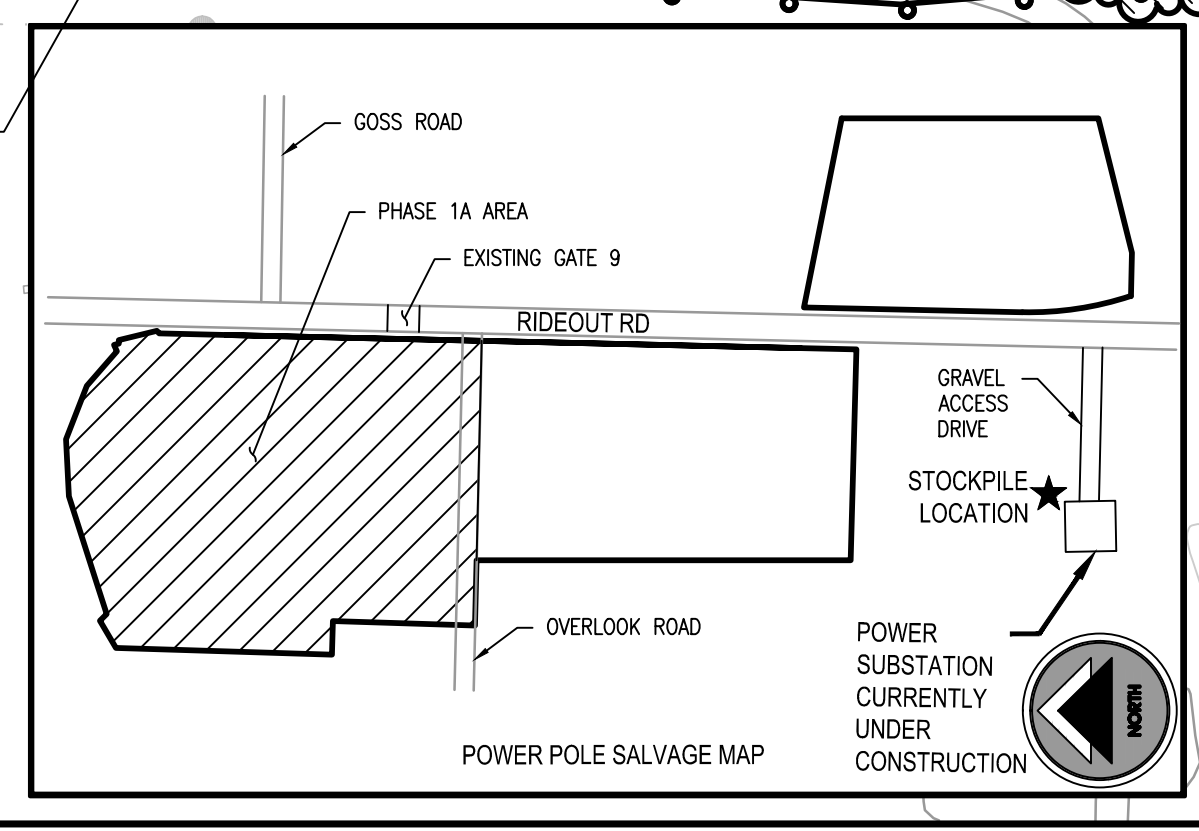 GOSS ROAD
PHASE 1A AREA
EXISTING GATE 9
RIDEOUT RD
GRAVEL
ACCESS
DRIVE
STOCKPILE
LOCATION
OVERLOOK ROAD
POWER
SUBSTATION
CURRENTLY
UNDER
CONSTRUCTION
NORTH
POWER POLE SALVAGE MAP